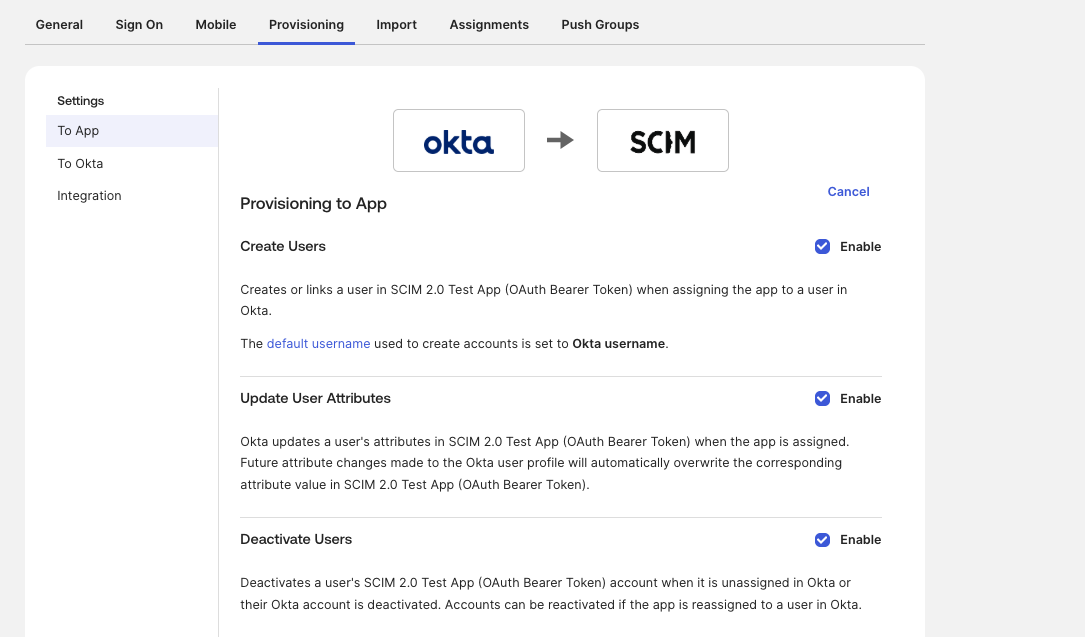 General Sign On Mobile Provisioning Import Assignments Push Groups
Settings
To App
To Okta
Integration
okta SCIM
Cancel
Provisioning to App
Create Users Enable
Creates or links a user in SCIM 2.0 Test App (OAuth Bearer Token) when assigning the app to a user in
Okta.
The default username used to create accounts is set to Okta username.
Update User Attributes Enable
Okta updates a user's attributes in SCIM 2.0 Test App (OAuth Bearer Token) when the app is assigned.
Future attribute changes made to the Okta user profile will automatically overwrite the corresponding
attribute value in SCIM 2.0 Test App (OAuth Bearer Token).
Deactivate Users Enable
Deactivates a user's SCIM 2.0 Test App (OAuth Bearer Token) account when it is unassigned in Okta or
their Okta account is deactivated. Accounts can be reactivated if the app is reassigned to a user in Okta.